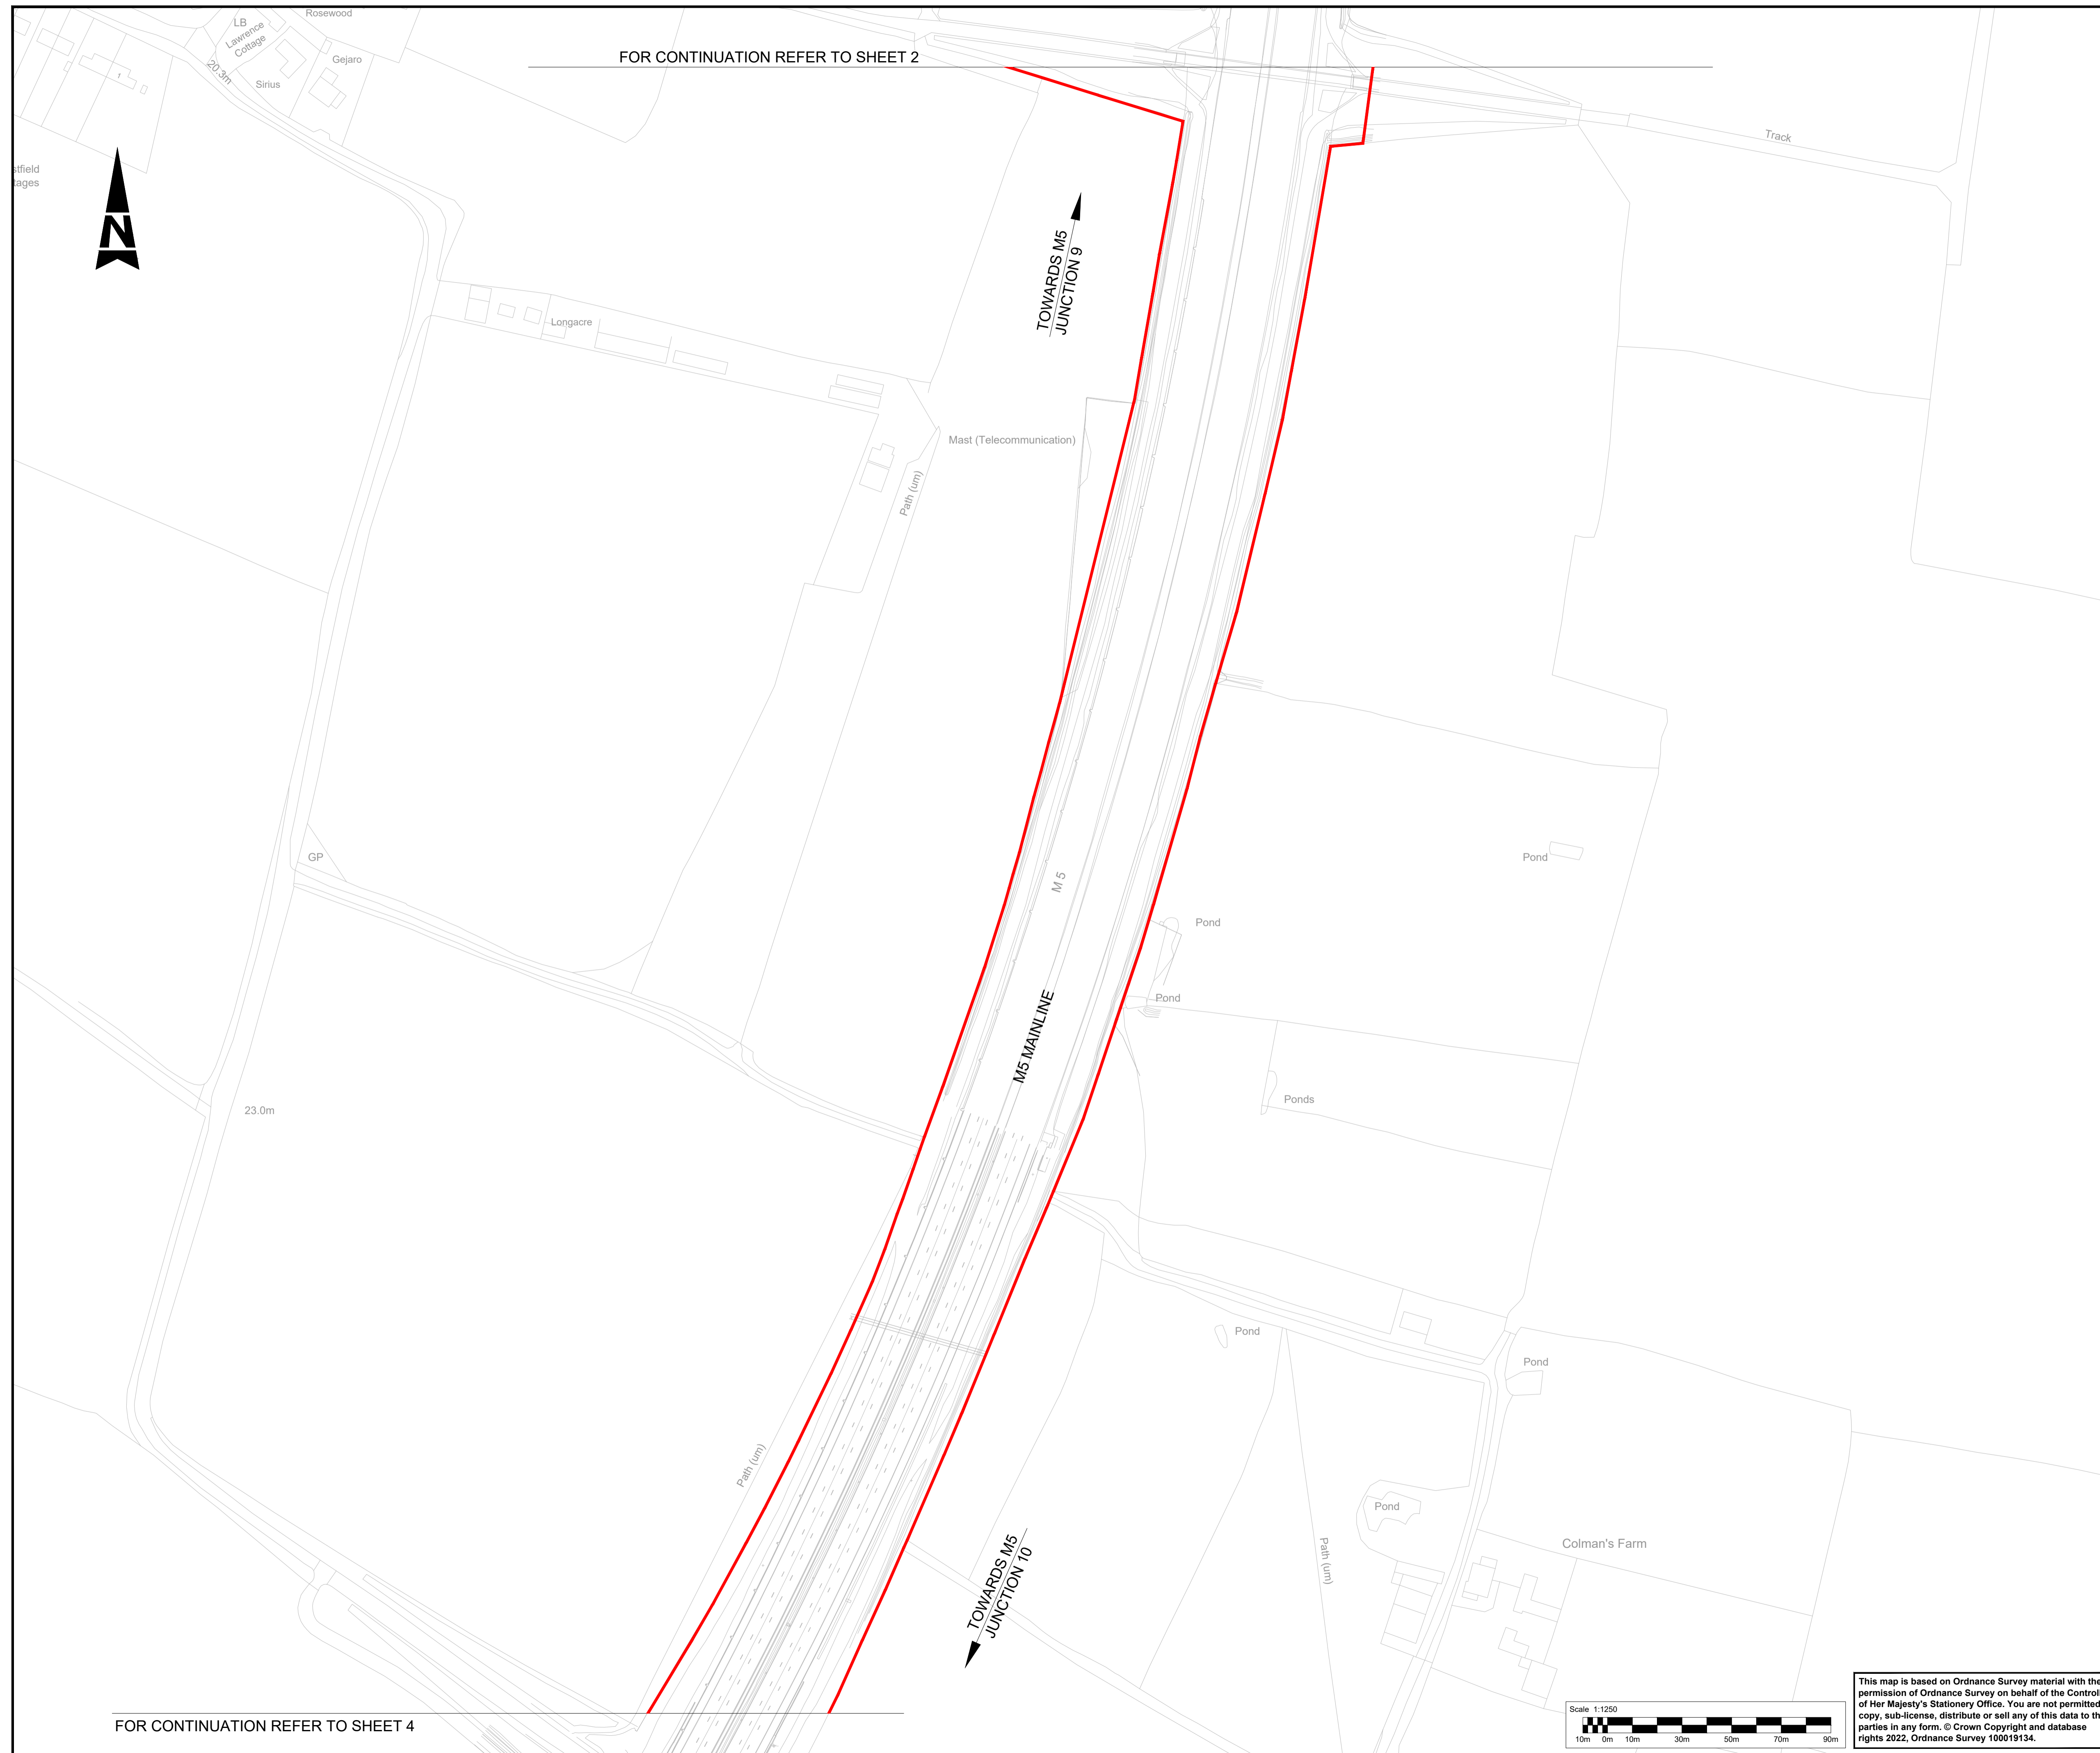 Rosewood
LB
Lawrence
Cottage
Gejaro
20.3m
Sirius
FOR CONTINUATION REFER TO SHEET 2
Track
stfield
tages
N
TOWARDS M5
JUNCTION 9
Longacre
Mast (Telecommunication)
Path (um)
GP
M 5
Pond
Pond
Pond
M5 MAINLINE
Ponds
23.0m
Pond
Pond
Path (um)
Pond
Colman's Farm
Path (um)
TOWARDS M5
JUNCTION 10
FOR CONTINUATION REFER TO SHEET 4
Scale 1:1250
10m 0m 10m 30m 50m 70m 90m
This map is based on Ordnance Survey material with the
permission of Ordnance Survey on behalf of the Controll
of Her Majesty's Stationery Office. You are not permitted
copy, sub-license, distribute or sell any of this data to th
parties in any form. © Crown Copyright and database
rights 2022, Ordnance Survey 100019134.